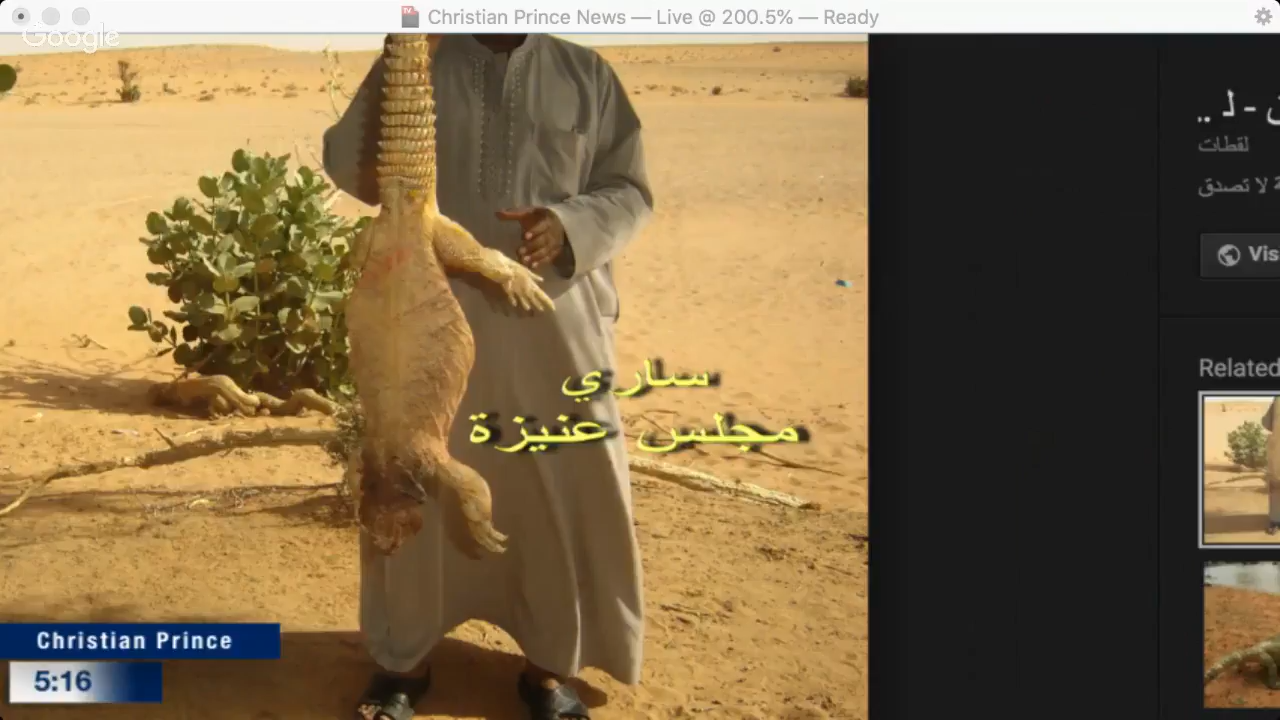 Christian Prince News — Live @ 200.5% — Ready
Google
لقطات
لا تصدق
Vis
Related
ساري
مجلس عنيزة
Christian Prince
5:16